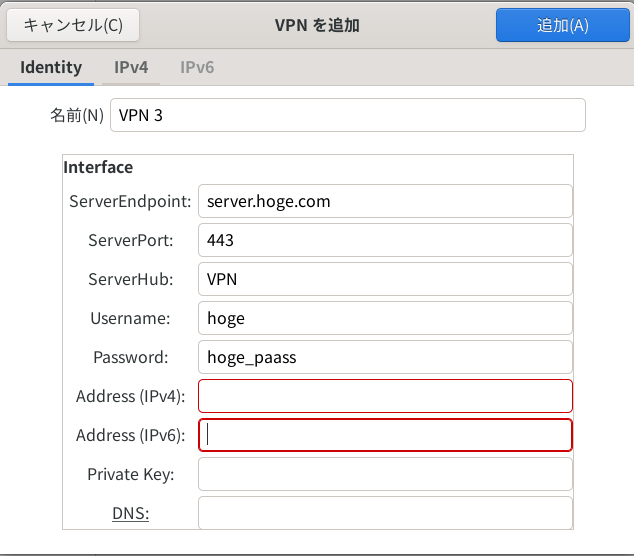 キャンセル(C) VPN を追加 追加(A)
Identity IPv4 IPv6
名前(N) VPN 3
Interface
ServerEndpoint: server.hoge.com
ServerPort: 443
ServerHub: VPN
Username: hoge
Password: hoge_paass
Address (IPv4):
Address (IPv6):
Private Key:
DNS: